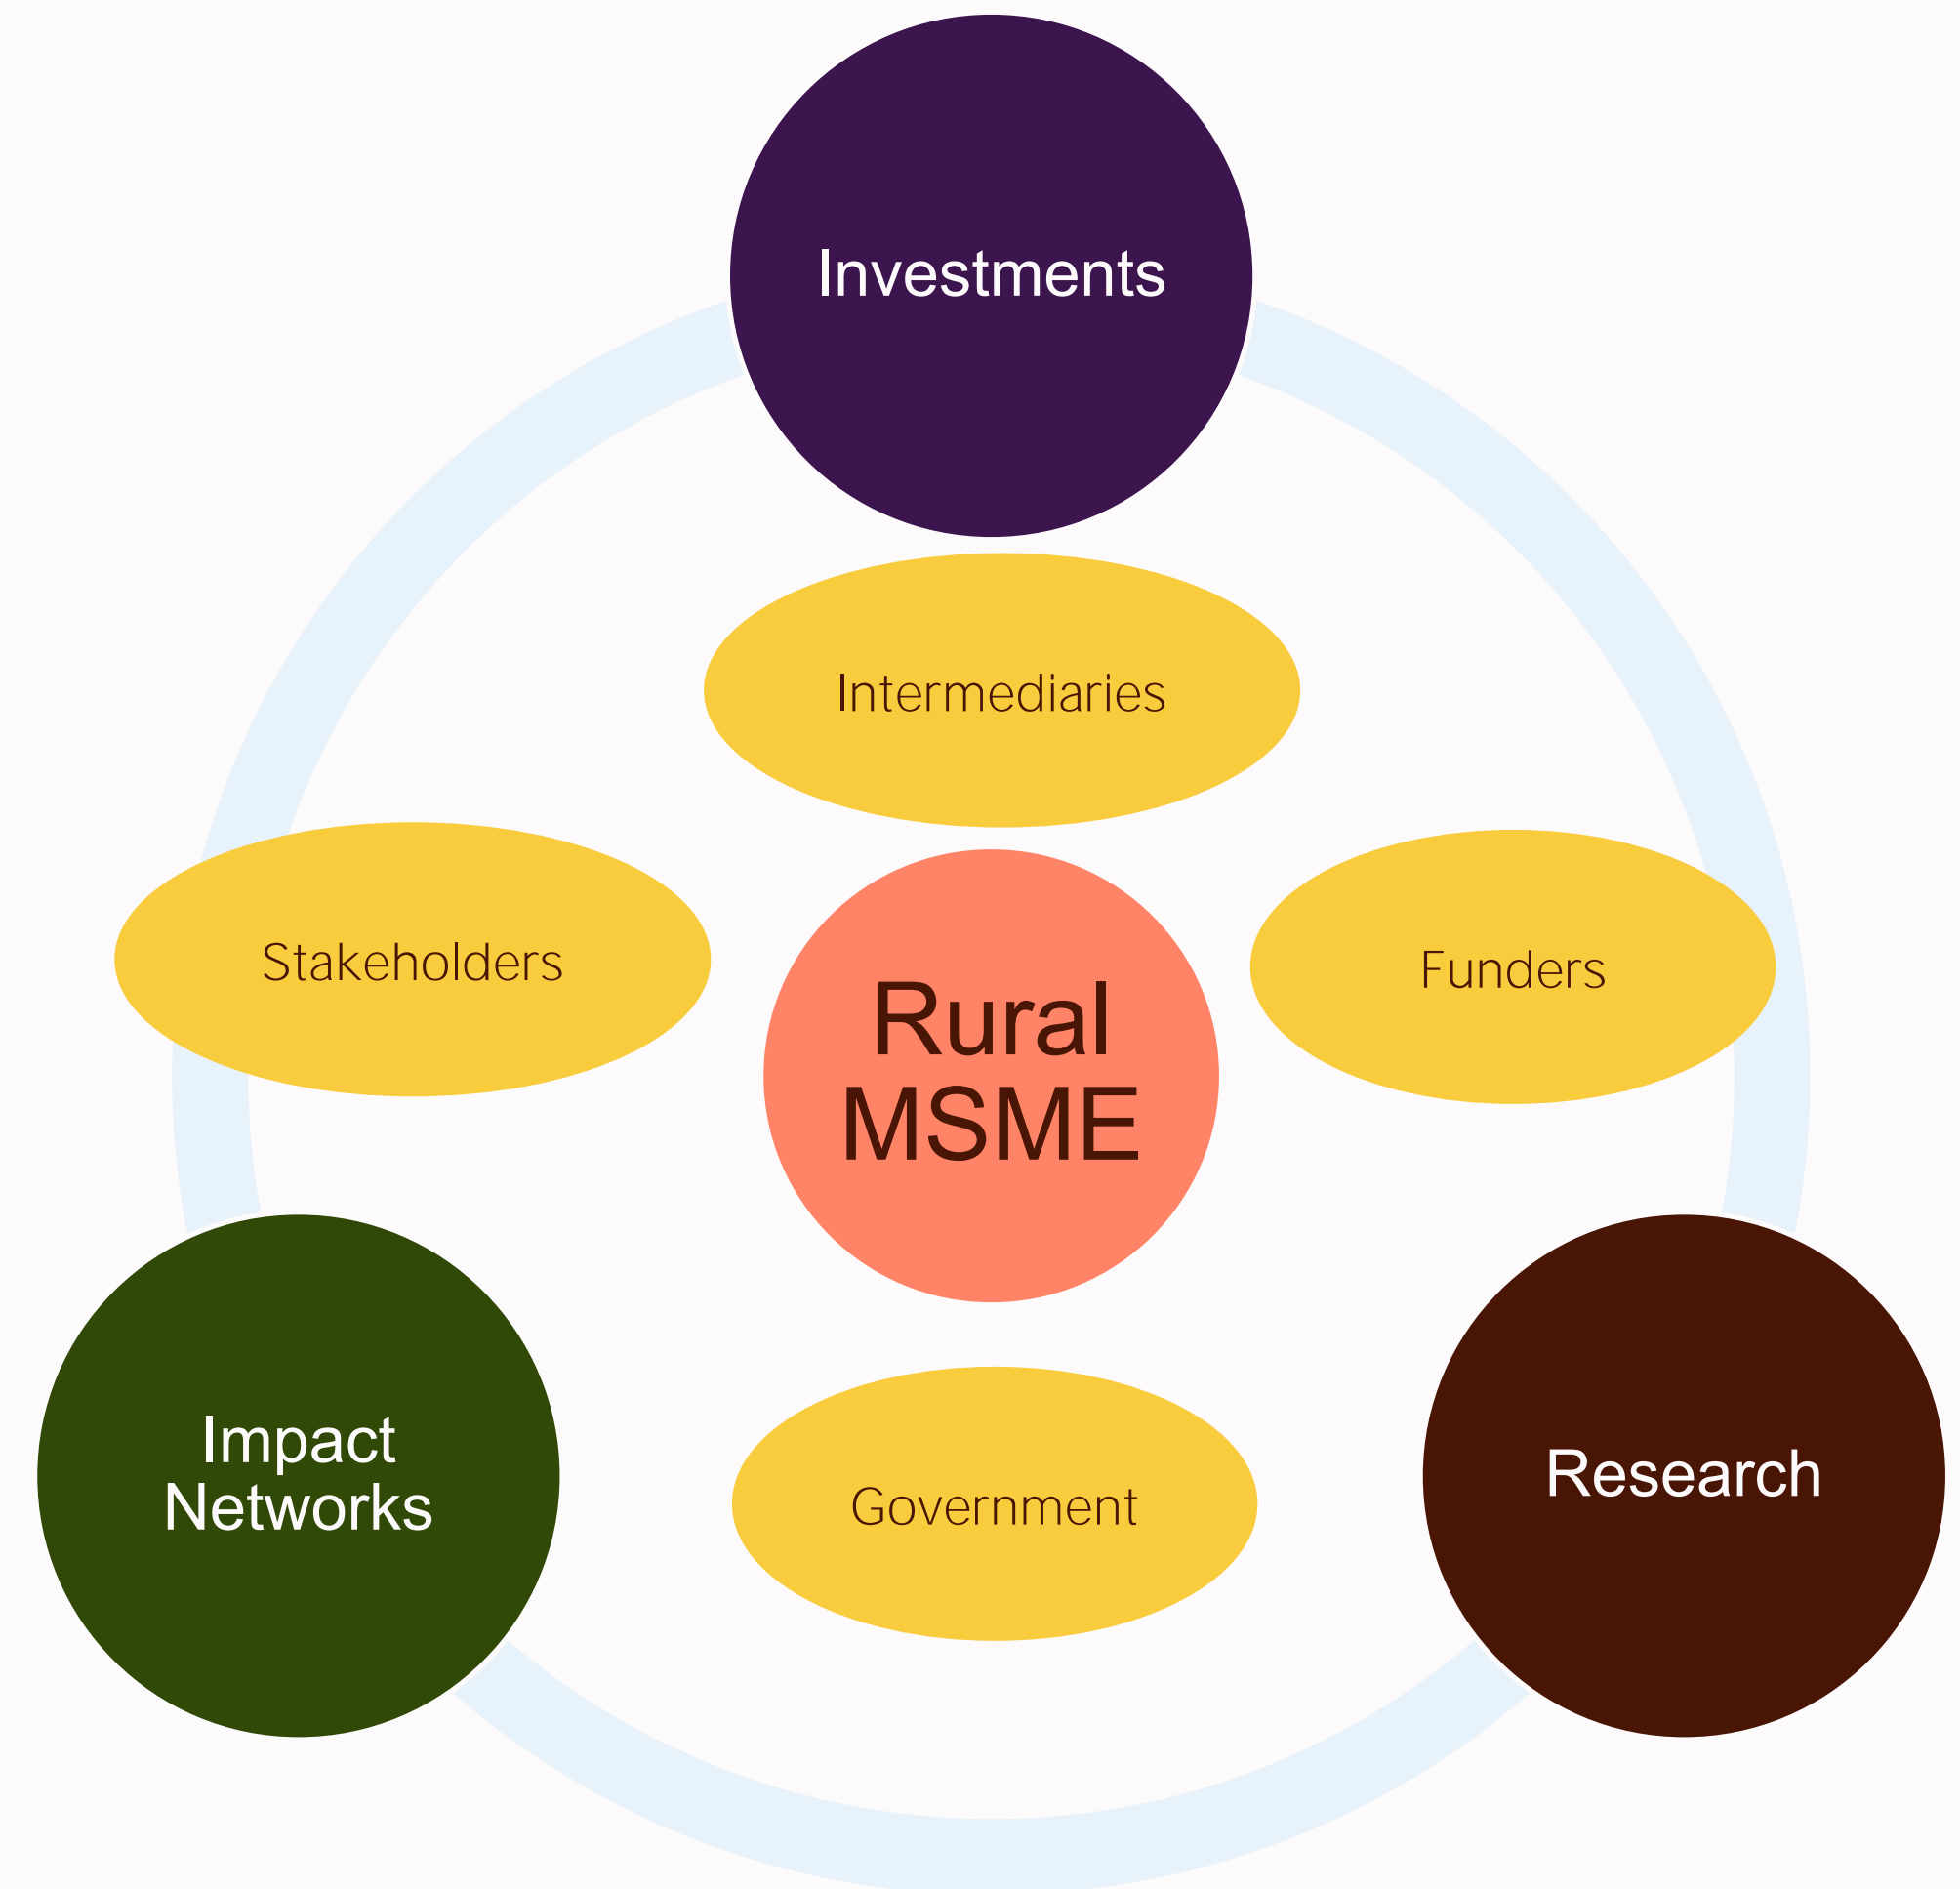 Investments
Intermediaries
Stakeholders
Funders
Rural
MSME
Impact
Networks
Research
Government